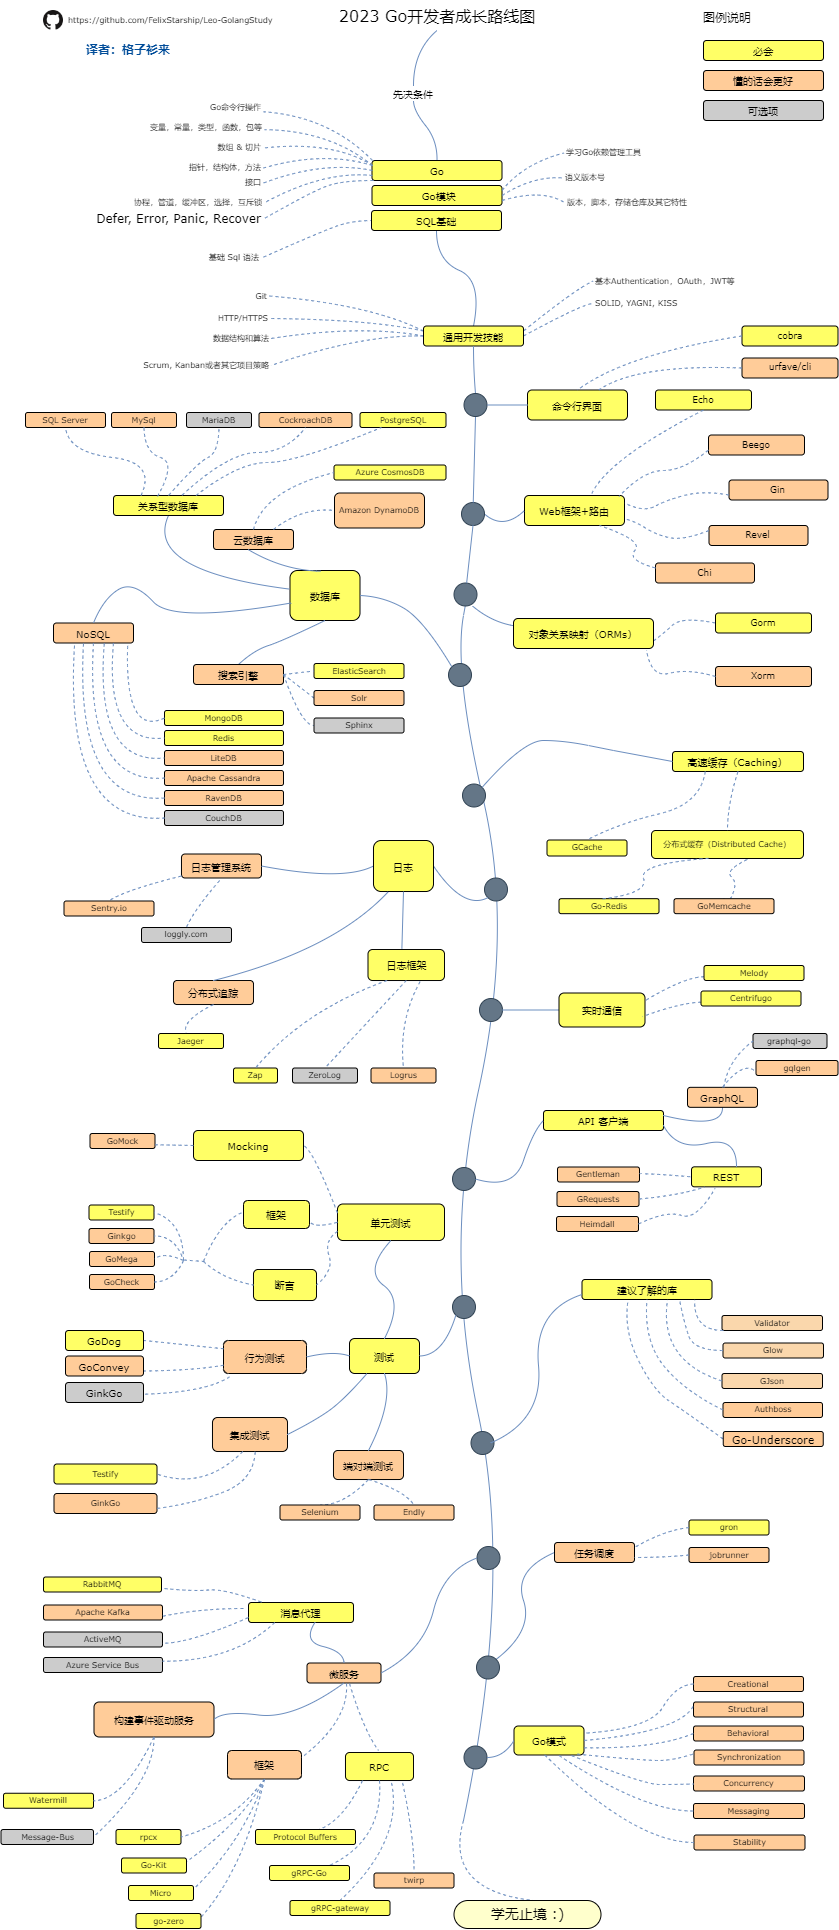 https://github.com/FelixStarship/Leo-GolangStudy
2023 Go开发者成长路线图
图例说明
译者：格子衫来
必会
懂的话会更好
可选项
先决条件
Go命令行操作
变量，常量，类型，函数，包等
数组 & 切片
指针，结构体，方法
接口
协程，管道，缓冲区，选择，互斥锁
Defer, Error, Panic, Recover
基础 Sql 语法
Go
Go模块
SQL基础
学习Go依赖管理工具
语义版本号
版本，脚本，存储仓库及其它特性
Git
HTTP/HTTPS
数据结构和算法
Scrum, Kanban或者其它项目策略
通用开发技能
基本Authentication，OAuth，JWT等
SOLID, YAGNI, KISS
命令行界面
cobra
urfave/cli
Web框架+路由
Echo
Beego
Gin
Revel
Chi
SQL Server
MySql
MariaDB
CockroachDB
PostgreSQL
关系型数据库
云数据库
Azure CosmosDB
Amazon DynamoDB
数据库
NoSQL
MongoDB
Redis
LiteDB
Apache Cassandra
RavenDB
CouchDB
搜索引擎
ElasticSearch
Solr
Sphinx
对象关系映射（ORMs）
Gorm
Xorm
高速缓存（Caching）
GCache
分布式缓存（Distributed Cache）
Go-Redis
GoMemcache
日志
日志管理系统
Sentry.io
loggly.com
分布式追踪
Jaeger
日志框架
Zap
ZeroLog
Logrus
实时通信
Melody
Centrifugo
API 客户端
GraphQL
graphql-go
gqlgen
REST
Gentleman
GRequests
Heimdall
GoMock
Mocking
单元测试
框架
断言
Testify
Ginkgo
GoMega
GoCheck
测试
行为测试
GoDog
GoConvey
GinkGo
集成测试
Testify
GinkGo
端对端测试
Selenium
Endly
建议了解的库
Validator
Glow
GJson
Authboss
Go-Underscore
任务调度
gron
jobrunner
RabbitMQ
Apache Kafka
ActiveMQ
Azure Service Bus
消息代理
微服务
构建事件驱动服务
Watermill
Message-Bus
框架
rpcx
Go-Kit
Micro
go-zero
RPC
Protocol Buffers
gRPC-Go
gRPC-gateway
twirp
Go模式
Creational
Structural
Behavioral
Synchronization
Concurrency
Messaging
Stability
学无止境 :)